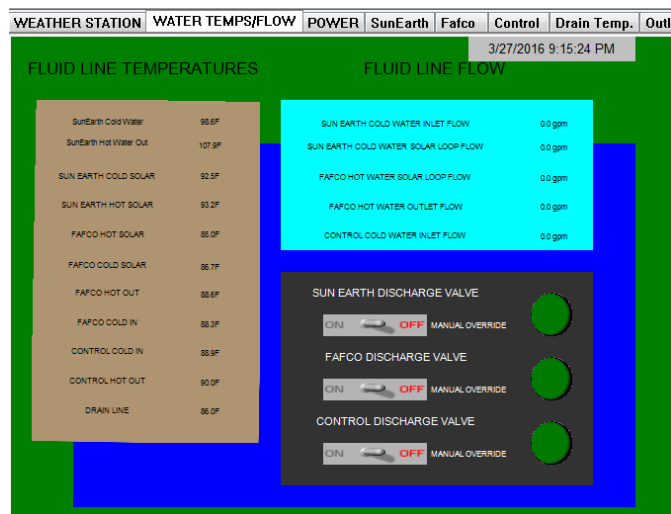 WEATHER STATION WATER TEMPS/FLOW POWER SunEarth Fafco Control Drain Temp. Outl
3/27/2016 9:15:24 PM
FLUID LINE TEMPERATURES
FLUID LINE FLOW
SunEarth Cold Water 98.6F
SunEarth Hot Water Out 107.9F
SUN EARTH COLD SOLAR 92.5F
SUN EARTH HOT SOLAR 93.2F
FAFCO HOT SOLAR 85.0F
FAFCO COLD SOLAR 86.7F
FAFCO HOT OUT 88.6F
FAFCO COLD IN 88.3F
CONTROL COLD IN 88.9F
CONTROL HOT OUT 90.0F
DRAIN LINE 86.0F
SUN EARTH COLD WATER INLET FLOW 0.0 gpm
SUN EARTH COLD WATER SOLAR LOOP FLOW 0.0 gpm
FAFCO HOT WATER SOLAR LOOP FLOW 0.0 gpm
FAFCO HOT WATER OUTLET FLOW 0.0 gpm
CONTROL COLD WATER INLET FLOW 0.0 gpm
SUN EARTH DISCHARGE VALVE
ON OFF MANUAL OVERRIDE
FAFCO DISCHARGE VALVE
ON OFF MANUAL OVERRIDE
CONTROL DISCHARGE VALVE
ON OFF MANUAL OVERRIDE